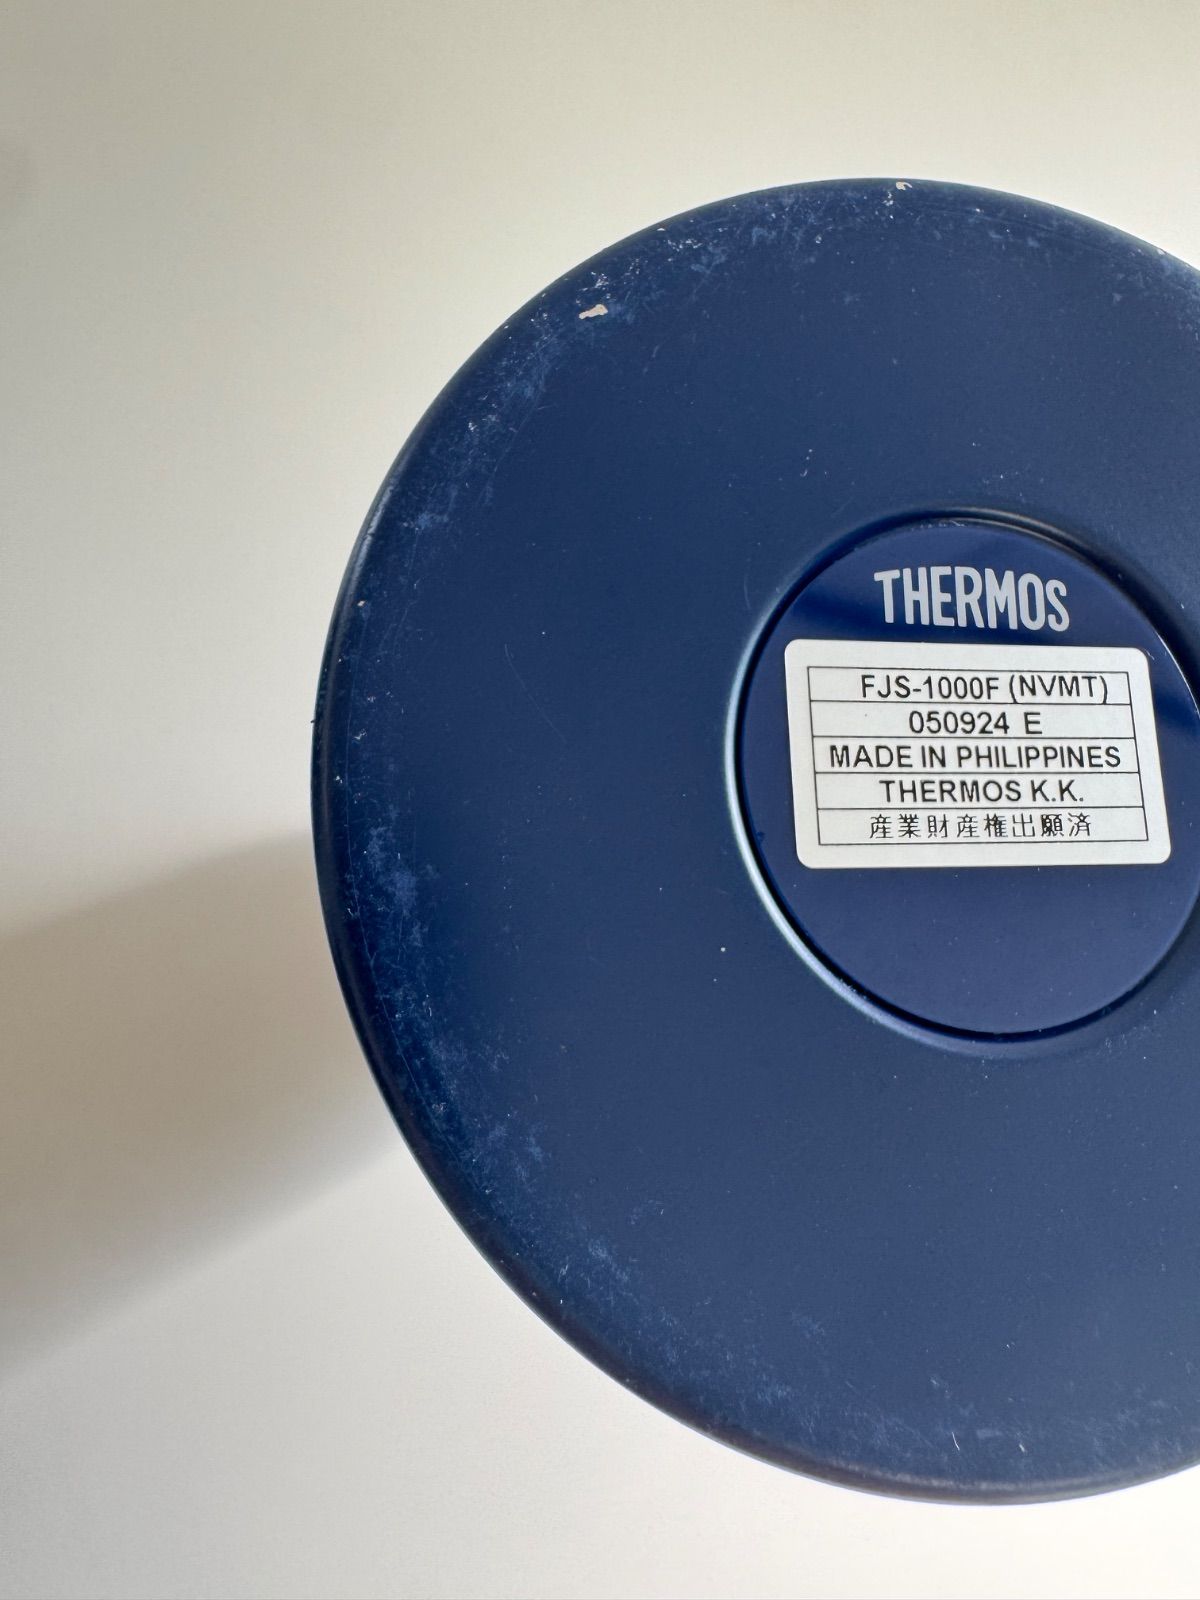 THERMOS
FJS-1000F (NVMT)
050924 E
MADE IN PHILIPPINES
THERMOS K.K.
産業財産権出願済